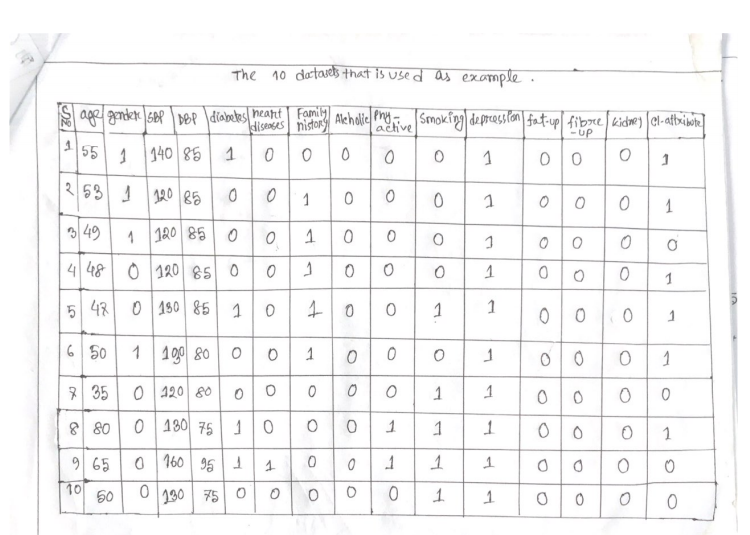 The 10 datasets that is used as example.
S No age gender SBP DBP diabetes heart diseases Family history Alcholic Phy-active Smoking depression fat-up fibre-up kidney Cl-attribute
1 55 1 140 85 1 0 0 0 0 0 1 0 0 0 1
2 53 1 120 85 0 0 1 0 0 0 1 0 0 0 1
3 49 1 120 85 0 0 1 0 0 0 1 0 0 0 0
4 48 0 120 85 0 0 1 0 0 0 1 0 0 0 1
5 47 0 130 85 1 0 1 0 0 1 1 0 0 0 1
6 50 1 190 80 0 0 1 0 0 0 1 0 0 0 1
7 35 0 120 80 0 0 0 0 0 1 1 0 0 0 0
8 80 0 130 75 1 0 0 0 1 1 1 0 0 0 1
9 65 0 160 95 1 1 0 0 1 1 1 0 0 0 0
10 50 0 130 75 0 0 0 0 0 1 1 0 0 0 0